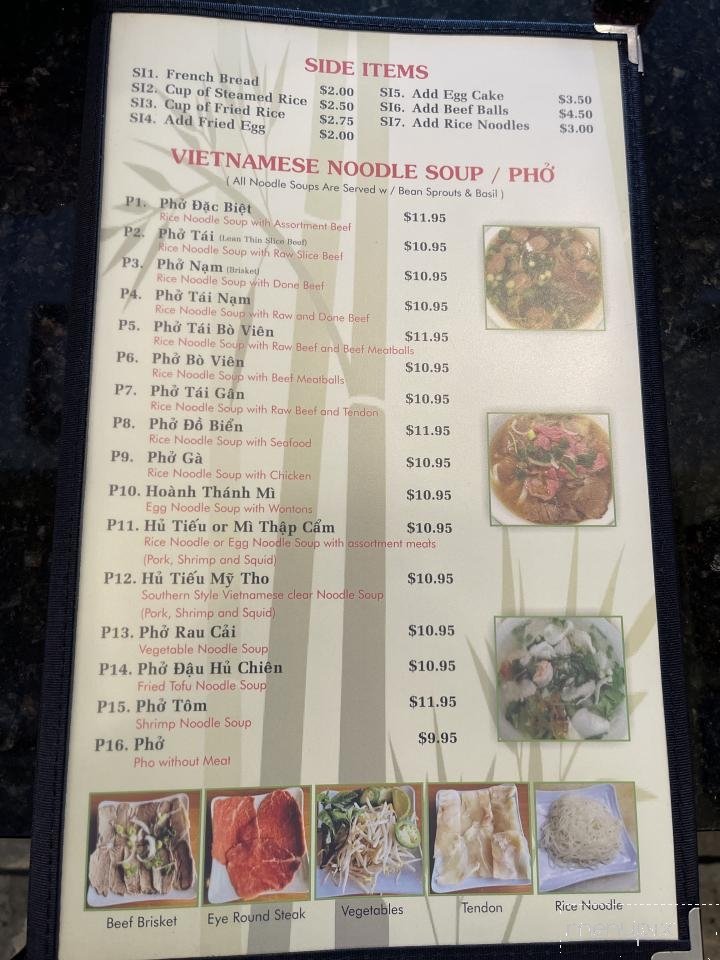 SIDE ITEMS
SI1. French Bread $2.00
SI2. Cup of Steamed Rice $2.50
SI3. Cup of Fried Rice $2.75
SI4. Add Fried Egg $2.00
SI5. Add Egg Cake $3.50
SI6. Add Beef Balls $4.50
SI7. Add Rice Noodles $3.00
VIETNAMESE NOODLE SOUP / PHỞ
( All Noodle Soups Are Served w / Bean Sprouts & Basil )
P1. Phở Đặc Biệt $11.95
Rice Noodle Soup with Assortment Beef
P2. Phở Tái (Lean Thin Slice Beef) $10.95
Rice Noodle Soup with Raw Slice Beef
P3. Phở Nạm (Brisket) $10.95
Rice Noodle Soup with Done Beef
P4. Phở Tái Nạm $10.95
Rice Noodle Soup with Raw and Done Beef
P5. Phở Tái Bò Viên $11.95
Rice Noodle Soup with Raw Beef and Beef Meatballs
P6. Phở Bò Viên $10.95
Rice Noodle Soup with Beef Meatballs
P7. Phở Tái Gân $10.95
Rice Noodle Soup with Raw Beef and Tendon
P8. Phở Đồ Biển $11.95
Rice Noodle Soup with Seafood
P9. Phở Gà $10.95
Rice Noodle Soup with Chicken
P10. Hoành Thánh Mì $10.95
Egg Noodle Soup with Wontons
P11. Hủ Tiếu or Mì Thập Cẩm $10.95
Rice Noodle or Egg Noodle Soup with assortment meats
(Pork, Shrimp and Squid)
P12. Hủ Tiếu Mỹ Tho $10.95
Southern Style Vietnamese clear Noodle Soup
(Pork, Shrimp and Squid)
P13. Phở Rau Cải $10.95
Vegetable Noodle Soup
P14. Phở Đậu Hủ Chiên $10.95
Fried Tofu Noodle Soup
P15. Phở Tôm $11.95
Shrimp Noodle Soup
P16. Phở $9.95
Pho without Meat
Beef Brisket
Eye Round Steak
Vegetables
Tendon
Rice Noodle
menupix